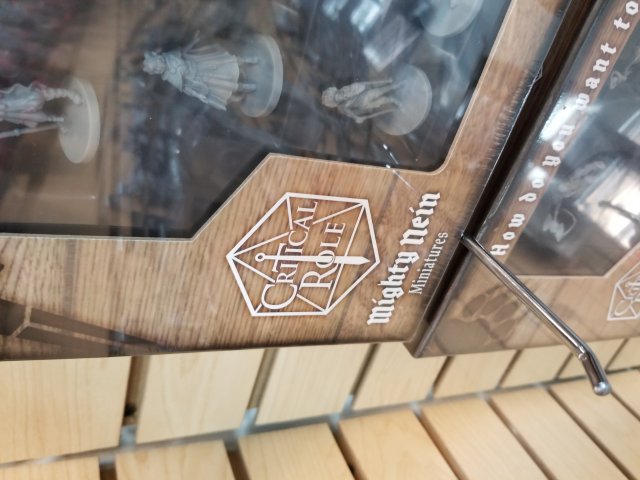 CRITICAL
ROLE
Mighty Nein
Miniatures
How do you want to